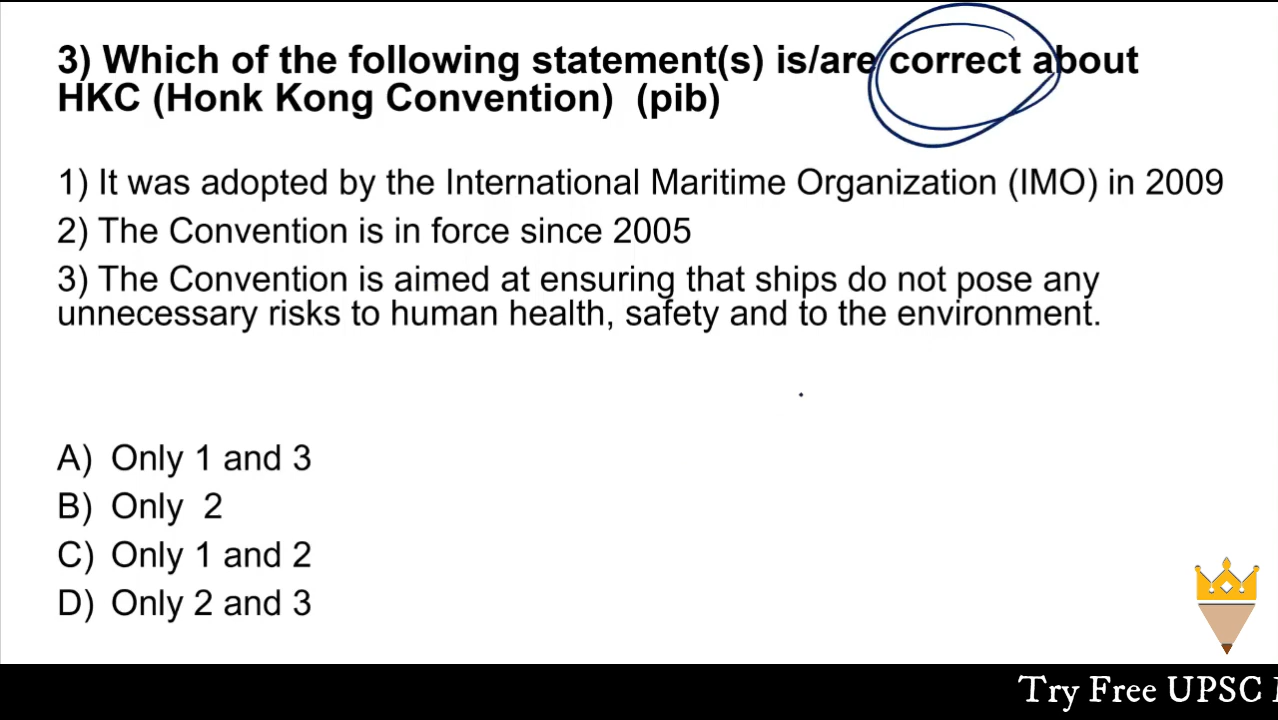 3) Which of the following statement(s) is/are correct about
HKC (Honk Kong Convention) (pib)
1) It was adopted by the International Maritime Organization (IMO) in 2009
2) The Convention is in force since 2005
3) The Convention is aimed at ensuring that ships do not pose any
unnecessary risks to human health, safety and to the environment.
A) Only 1 and 3
B) Only 2
C) Only 1 and 2
D) Only 2 and 3
Try Free UPSC